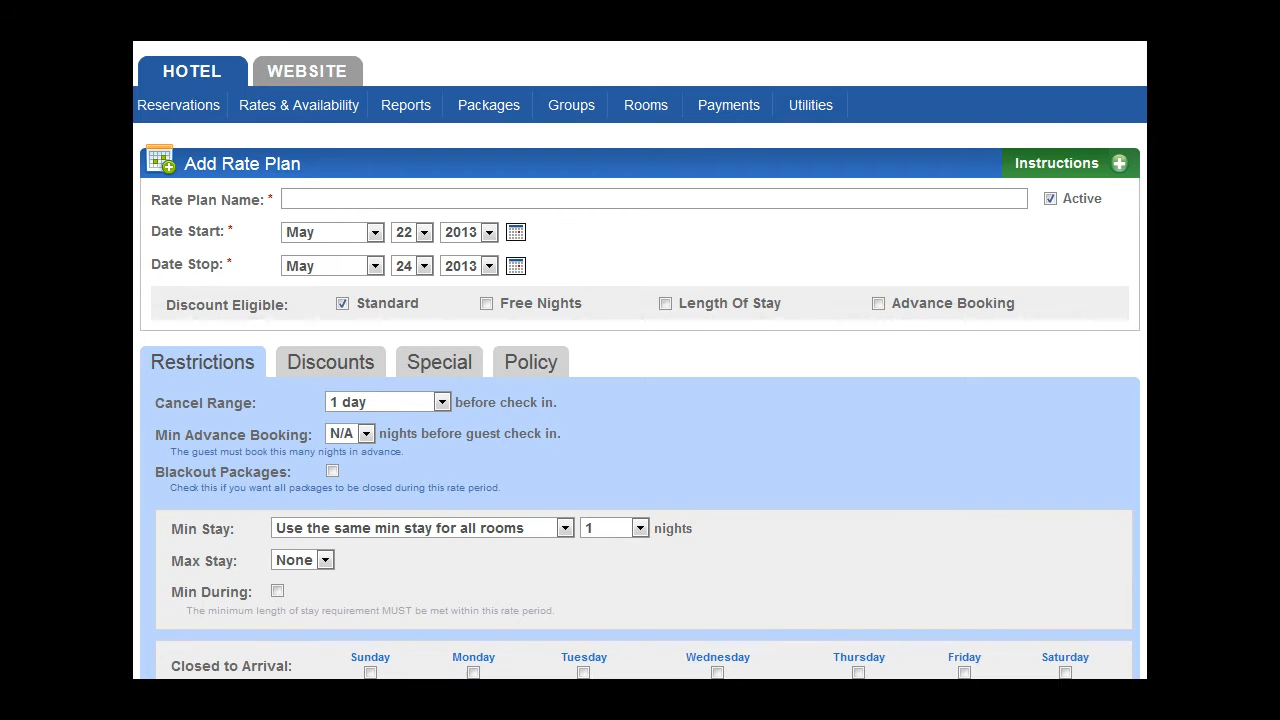 HOTEL WEBSITE
Reservations Rates & Availability Reports Packages Groups Rooms Payments Utilities
Add Rate Plan Instructions
Rate Plan Name: * Active
Date Start: * May 22 2013
Date Stop: * May 24 2013
Discount Eligible: Standard Free Nights Length Of Stay Advance Booking
Restrictions Discounts Special Policy
Cancel Range: 1 day before check in.
Min Advance Booking: N/A nights before guest check in.
The guest must book this many nights in advance.
Blackout Packages:
Check this if you want all packages to be closed during this rate period.
Min Stay: Use the same min stay for all rooms 1 nights
Max Stay: None
Min During:
The minimum length of stay requirement MUST be met within this rate period.
Sunday Monday Tuesday Wednesday Thursday Friday Saturday
Closed to Arrival: